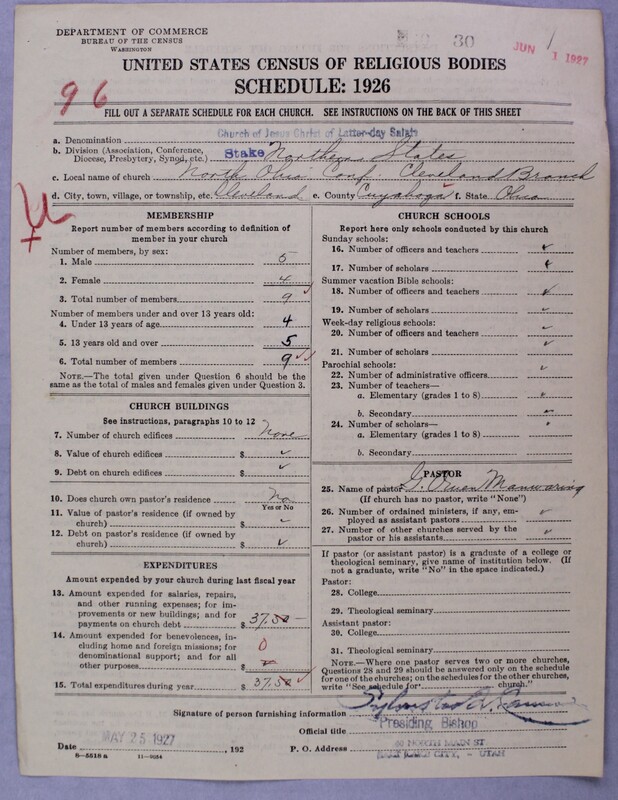 DEPARTMENT OF COMMERCE
BUREAU OF THE CENSUS
WASHINGTON
30
JUN 1 1927
UNITED STATES CENSUS OF RELIGIOUS BODIES
SCHEDULE: 1926
96
FILL OUT A SEPARATE SCHEDULE FOR EACH CHURCH. SEE INSTRUCTIONS ON THE BACK OF THIS SHEET
a. Denomination Church of Jesus Christ of Latter-day Saints
b. Division (Association, Conference, Diocese, Presbytery, Synod, etc.) Stake Northern States
c. Local name of church North Ohio Conf. Cleveland Branch
d. City, town, village, or township, etc. Cleveland e. County Cuyahoga f. State Ohio
MEMBERSHIP
Report number of members according to definition of
member in your church
Number of members, by sex:
1. Male 5
2. Female 4
3. Total number of members 9
Number of members under and over 13 years old:
4. Under 13 years of age 4
5. 13 years old and over 5
6. Total number of members 9
NOTE.—The total given under Question 6 should be
the same as the total of males and females given under Question 3.
CHURCH BUILDINGS
See instructions, paragraphs 10 to 12
7. Number of church edifices None
8. Value of church edifices $ ✓
9. Debt on church edifices $ ✓
10. Does church own pastor's residence No
Yes or No
11. Value of pastor's residence (if owned by
church) $ ✓
12. Debt on pastor's residence (if owned by
church) $ ✓
EXPENDITURES
Amount expended by your church during last fiscal year
13. Amount expended for salaries, repairs,
and other running expenses; for im-
provements or new buildings; and for
payments on church debt $ 37.50
14. Amount expended for benevolences, in-
cluding home and foreign missions; for
denominational support; and for all
other purposes $ 0
15. Total expenditures during year $ 37.50
CHURCH SCHOOLS
Report here only schools conducted by this church
Sunday schools:
16. Number of officers and teachers ✓
17. Number of scholars ✓
Summer vacation Bible schools:
18. Number of officers and teachers ✓
19. Number of scholars ✓
Week-day religious schools:
20. Number of officers and teachers ✓
21. Number of scholars ✓
Parochial schools:
22. Number of administrative officers ✓
23. Number of teachers—
a. Elementary (grades 1 to 8) ✓
b. Secondary ✓
24. Number of scholars—
a. Elementary (grades 1 to 8) ✓
b. Secondary
PASTOR
25. Name of pastor G. Oman Manwaring
(If church has no pastor, write "None")
26. Number of ordained ministers, if any, em-
ployed as assistant pastors ✓
27. Number of other churches served by the
pastor or his assistants ✓
If pastor (or assistant pastor) is a graduate of a college or
theological seminary, give name of institution below. (If
not a graduate, write "No" in the space indicated.)
Pastor:
28. College
29. Theological seminary
Assistant pastor:
30. College
31. Theological seminary
NOTE.—Where one pastor serves two or more churches,
Questions 28 and 29 should be answered only on the schedule
for one of the churches; on the schedules for the other churches,
write "See schedule for church."
Signature of person furnishing information Sylvester Q. Cannon
Official title Presiding Bishop
Date MAY 25 1927, 192 P. O. Address 40 NORTH MAIN ST
SALT LAKE CITY, - UTAH
8—5518 a 11—9084